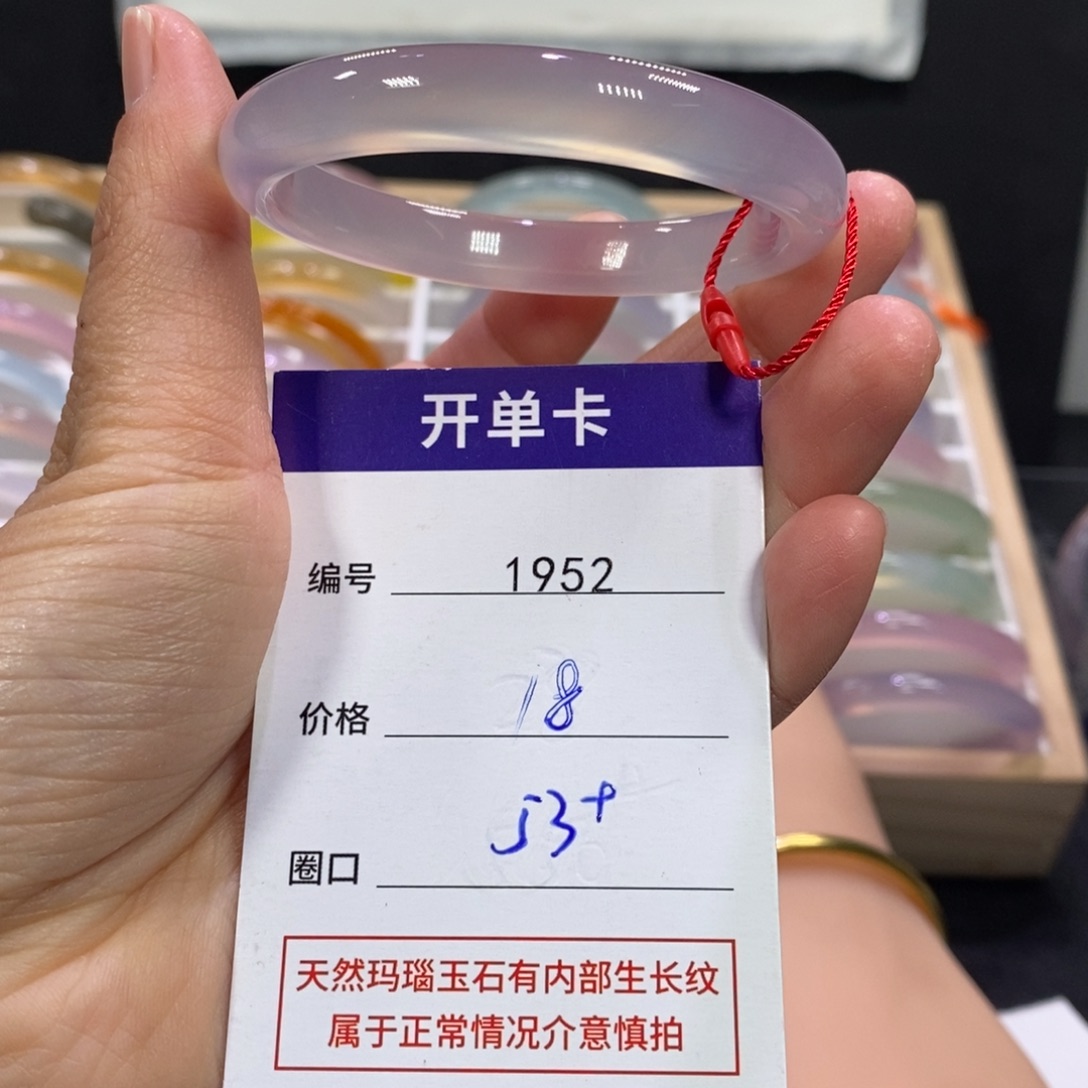 开单卡
编号 1952
价格 18
53+
圈口
天然玛瑙玉石有内部生长纹
属于正常情况介意慎拍